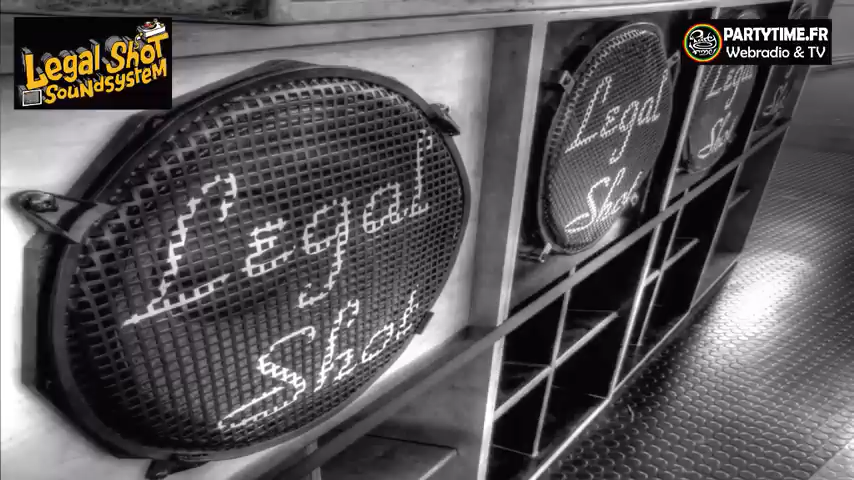 Legal Shot
Soundsystem
PARTYTIME.FR
Webradio & TV
Legal
Shot
Legal
Shot
Legal
Shot